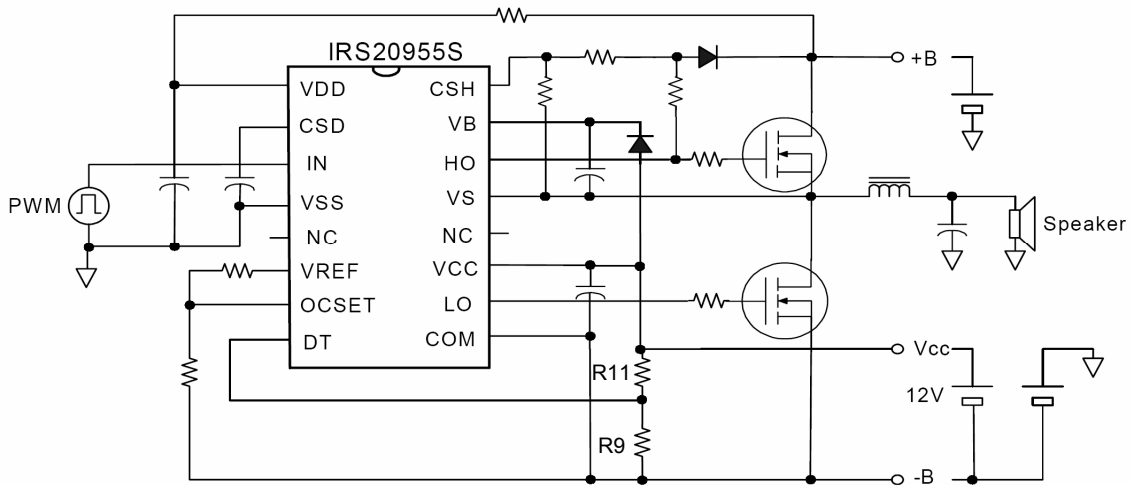 IRS20955S
+B
VDD
CSH
CSD
VB
IN
HO
PWM
VSS
VS
Speaker
NC
NC
VREF
VCC
OCSET
LO
DT
COM
Vcc
R11
12V
R9
-B